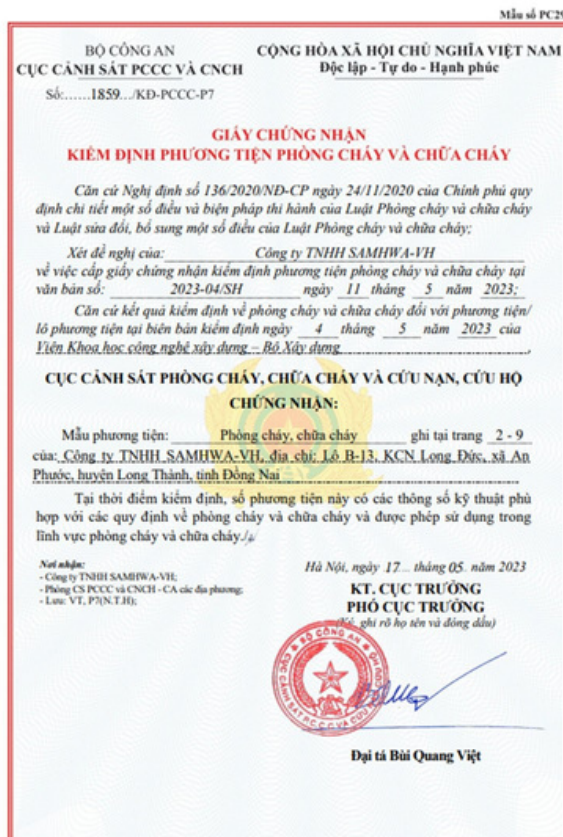 Mẫu số PC29
BỘ CÔNG AN
CỤC CẢNH SÁT PCCC VÀ CNCH
Số:......1859.../KĐ-PCCC-P7
CỘNG HÒA XÃ HỘI CHỦ NGHĨA VIỆT NAM
Độc lập - Tự do - Hạnh phúc
GIẤY CHỨNG NHẬN
KIỂM ĐỊNH PHƯƠNG TIỆN PHÒNG CHÁY VÀ CHỮA CHÁY
Căn cứ Nghị định số 136/2020/NĐ-CP ngày 24/11/2020 của Chính phủ quy
định chi tiết một số điều và biện pháp thi hành của Luật Phòng cháy và chữa cháy
và Luật sửa đổi, bổ sung một số điều của Luật Phòng cháy và chữa cháy;
Xét đề nghị của: Công ty TNHH SAMHWA-VH
về việc cấp giấy chứng nhận kiểm định phương tiện phòng cháy và chữa cháy tại
văn bản số: 2023-04/SH ngày 11 tháng 5 năm 2023;
Căn cứ kết quả kiểm định về phòng cháy và chữa cháy đối với phương tiện/
lô phương tiện tại biên bản kiểm định ngày 4 tháng 5 năm 2023 của
Viện Khoa học công nghệ xây dựng – Bộ Xây dựng
CỤC CẢNH SÁT PHÒNG CHÁY, CHỮA CHÁY VÀ CỨU NẠN, CỨU HỘ
CHỨNG NHẬN:
Mẫu phương tiện: Phòng cháy, chữa cháy ghi tại trang 2 - 9
của: Công ty TNHH SAMHWA-VH, địa chỉ: Lô B-13, KCN Long Đức, xã An
Phước, huyện Long Thành, tỉnh Đồng Nai
Tại thời điểm kiểm định, số phương tiện này có các thông số kỹ thuật phù
hợp với các quy định về phòng cháy và chữa cháy và được phép sử dụng trong
lĩnh vực phòng cháy và chữa cháy./.
Nơi nhận:
- Công ty TNHH SAMHWA-VH;
- Phòng CS PCCC và CNCH - CA các địa phương;
- Lưu: VT, P7(N.T.H);
Hà Nội, ngày 17 tháng 05 năm 2023
KT. CỤC TRƯỞNG
PHÓ CỤC TRƯỞNG
(Ký, ghi rõ họ tên và đóng dấu)
BỘ CÔNG AN
CỤC CẢNH SÁT P.C.C.C VÀ CỨU
Đại tá Bùi Quang Việt